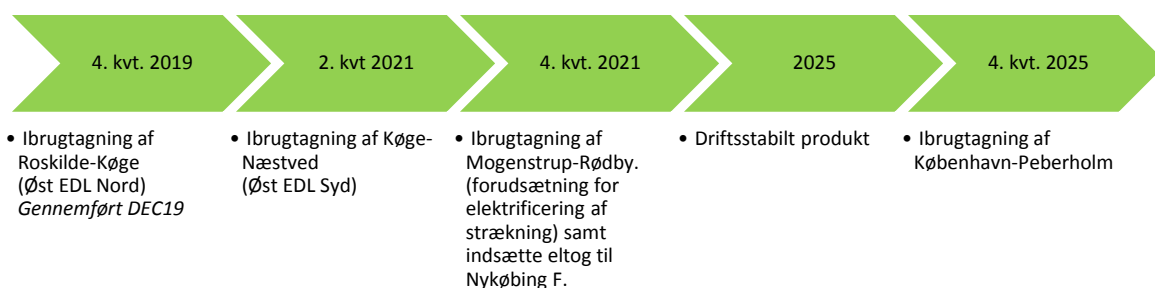 4. kvt. 2019
2. kvt 2021
4. kvt. 2021
2025
4. kvt. 2025
• Ibrugtagning af
Roskilde-Køge
(Øst EDL Nord)
Gennemført DEC19
• Ibrugtagning af Køge-
Næstved
(Øst EDL Syd)
• Ibrugtagning af
Mogenstrup-Rødby.
(forudsætning for
elektrificering af
strækning) samt
indsætte eltog til
Nykøbing F.
• Driftsstabilt produkt
• Ibrugtagning af
København-Peberholm